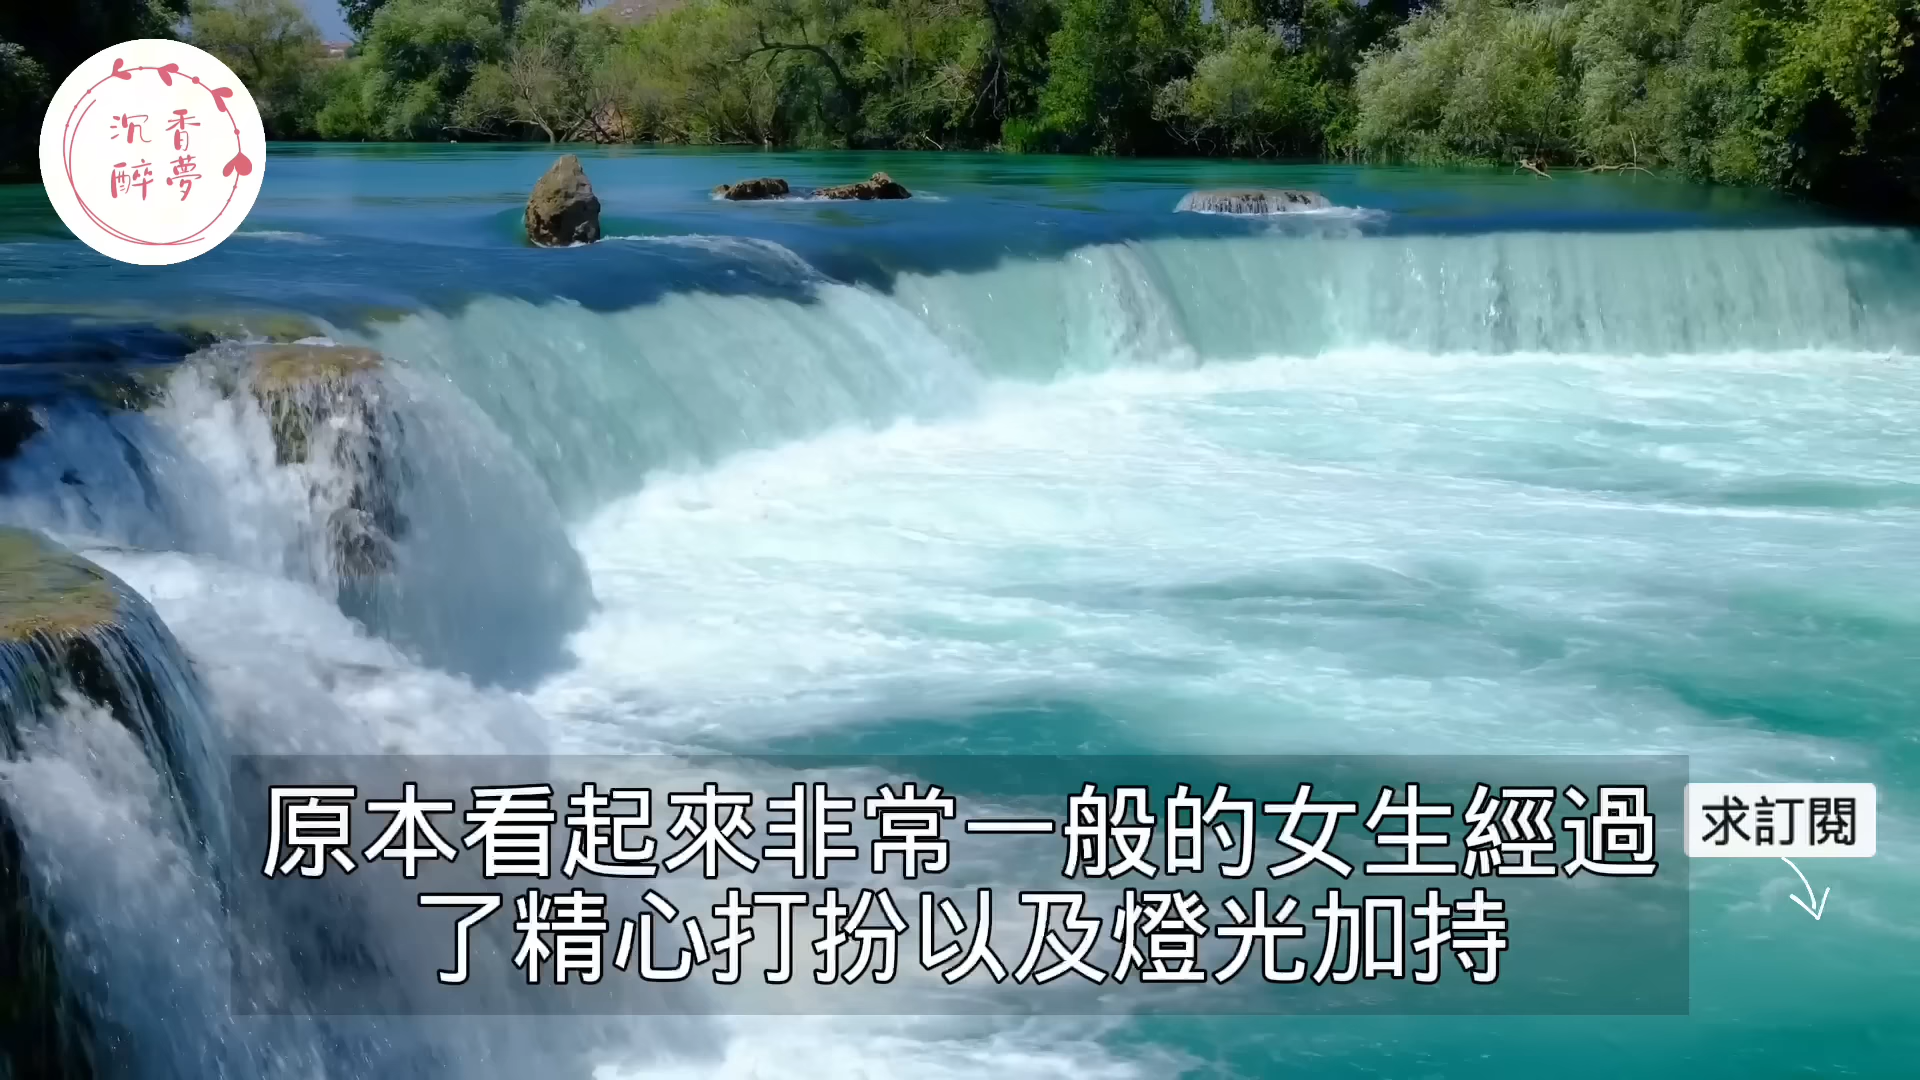 沉香
醉夢
原本看起來非常一般的女生經過
了精心打扮以及燈光加持
求訂閱